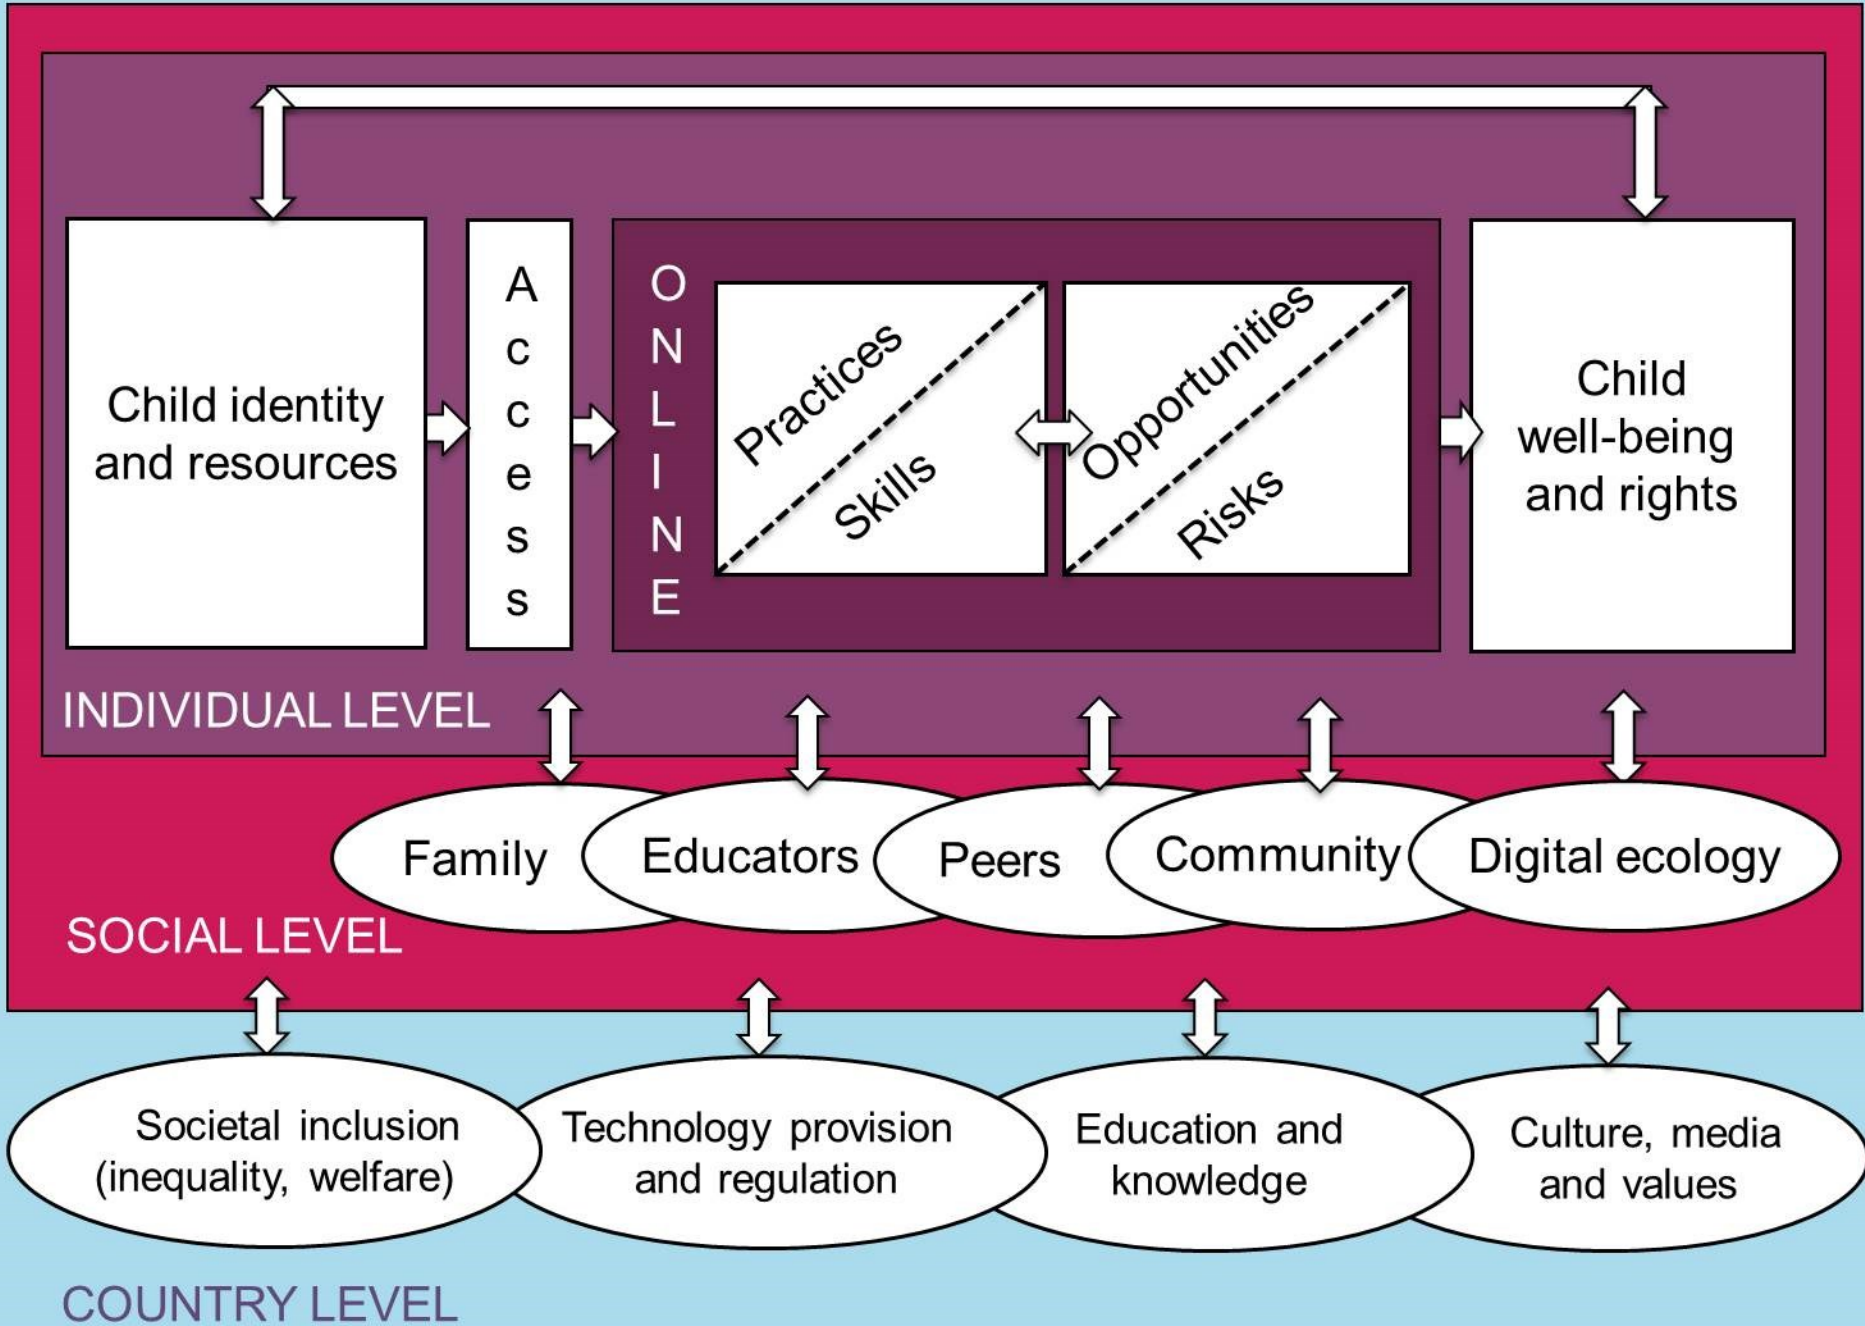 Child identity
and resources
Access
ONLINE
Practices
Skills
Opportunities
Risks
Child
well-being
and rights
INDIVIDUAL LEVEL
Family
Educators
Peers
Community
Digital ecology
SOCIAL LEVEL
Societal inclusion
(inequality, welfare)
Technology provision
and regulation
Education and
knowledge
Culture, media
and values
COUNTRY LEVEL